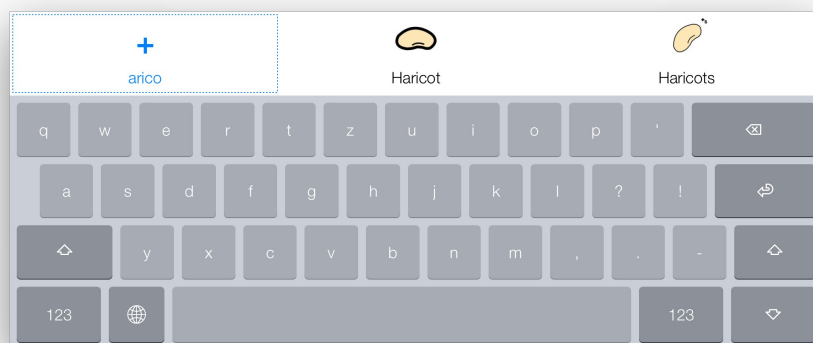 +
arico Haricot Haricots
q w e r t z u i o p '
a s d f g h j k l ? !
y x c v b n m , . -
123 123